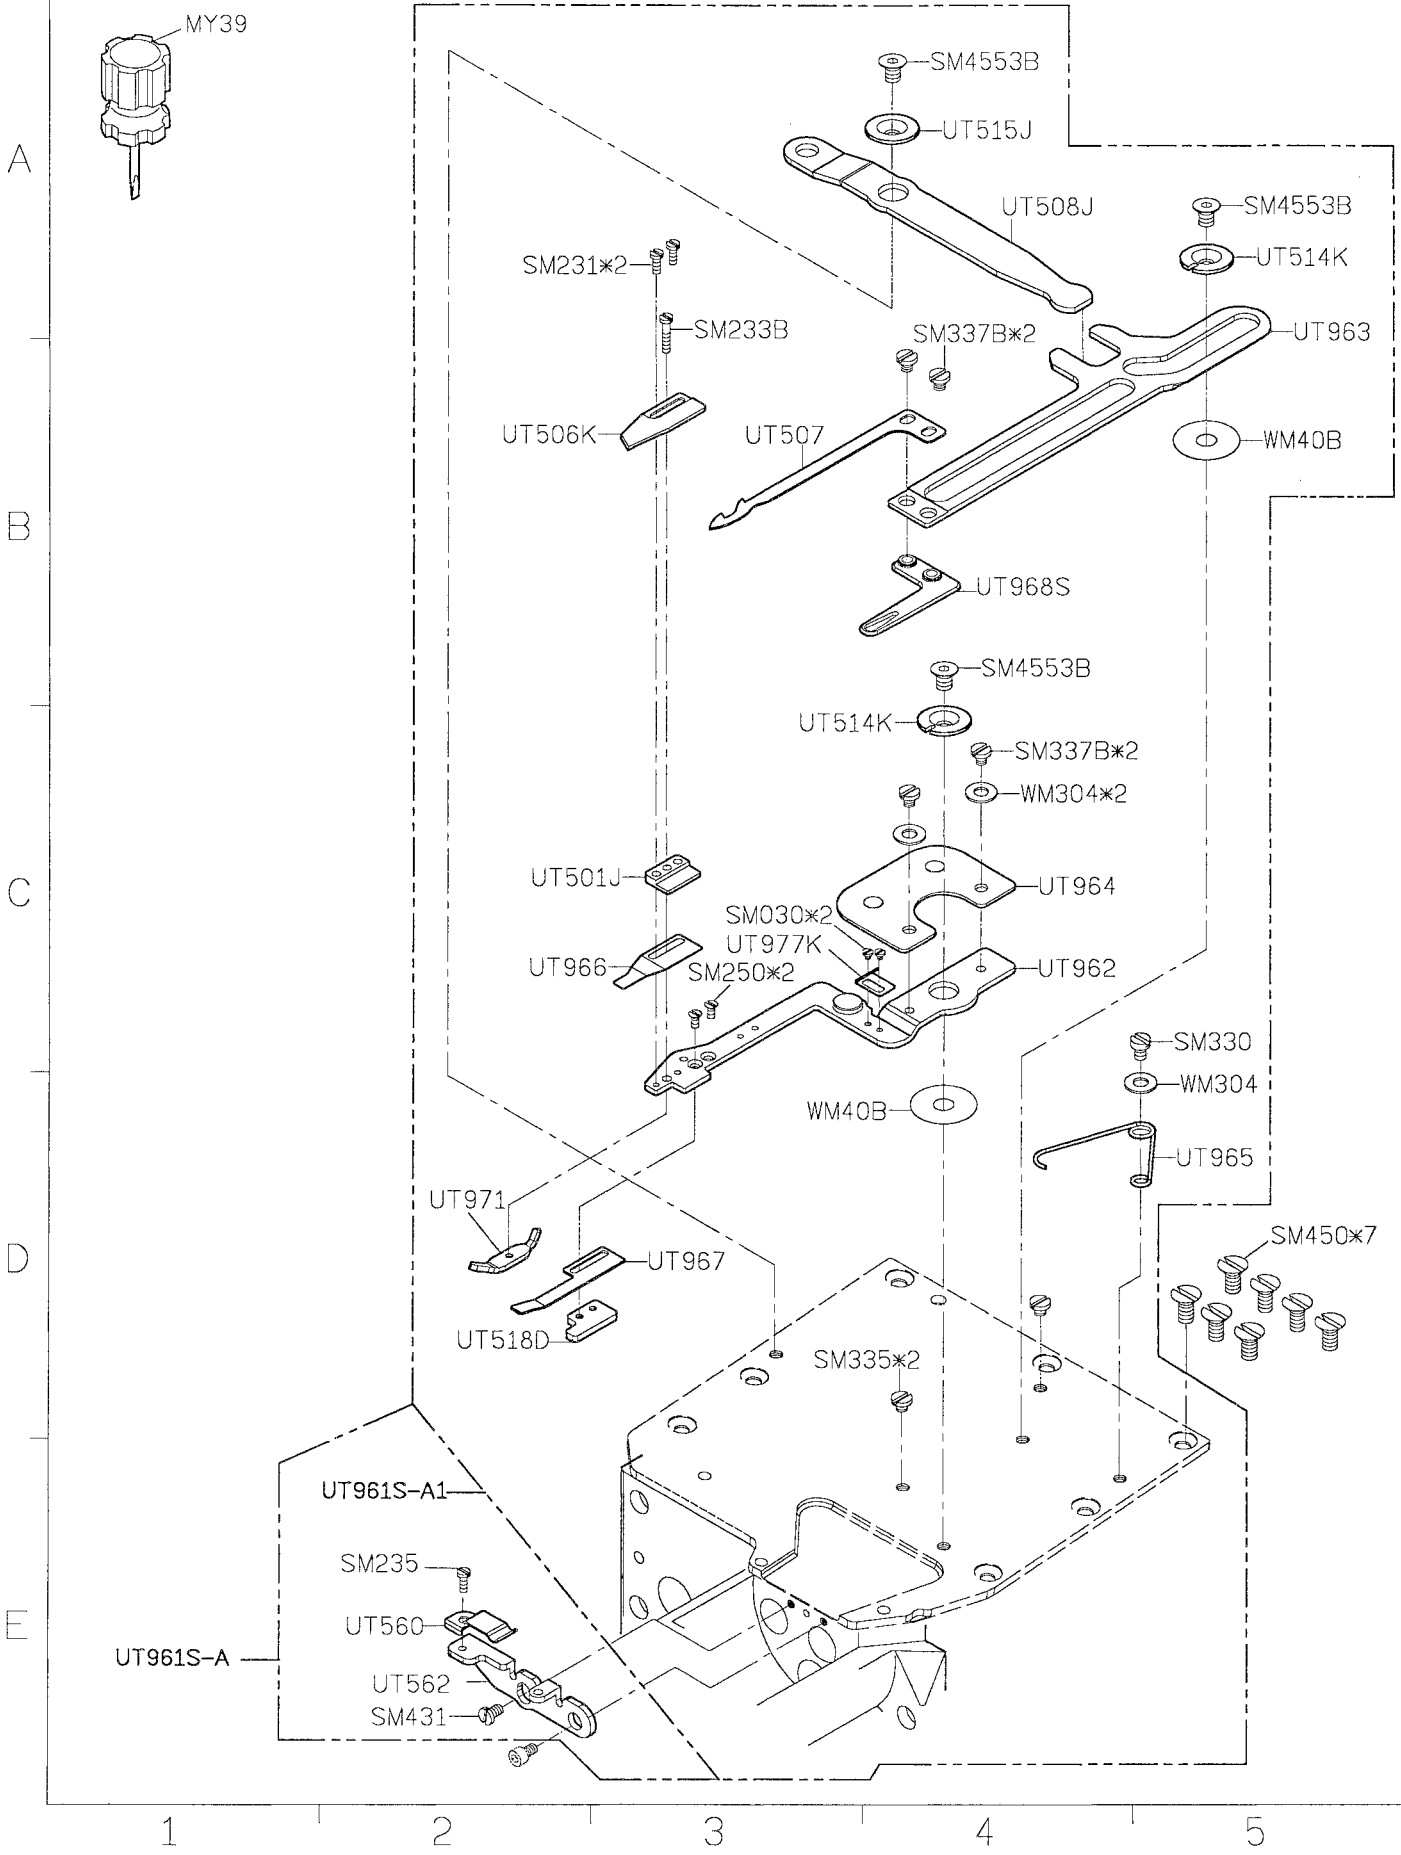 MY39
SM4553B
UT515J
A
UT508J
SM4553B
UT514K
SM231*2
SM233B
SM337B*2
UT963
UT506K
UT507
WM40B
B
UT968S
SM4553B
UT514K
SM337B*2
WM304*2
UT501J
UT964
C
SM030*2
UT977K
UT966
SM250*2
UT962
SM330
WM304
WM40B
UT965
UT971
SM450*7
D
UT967
UT518D
SM335*2
UT961S-A1
SM235
UT560
E
UT961S-A
UT562
SM431
1 2 3 4 5